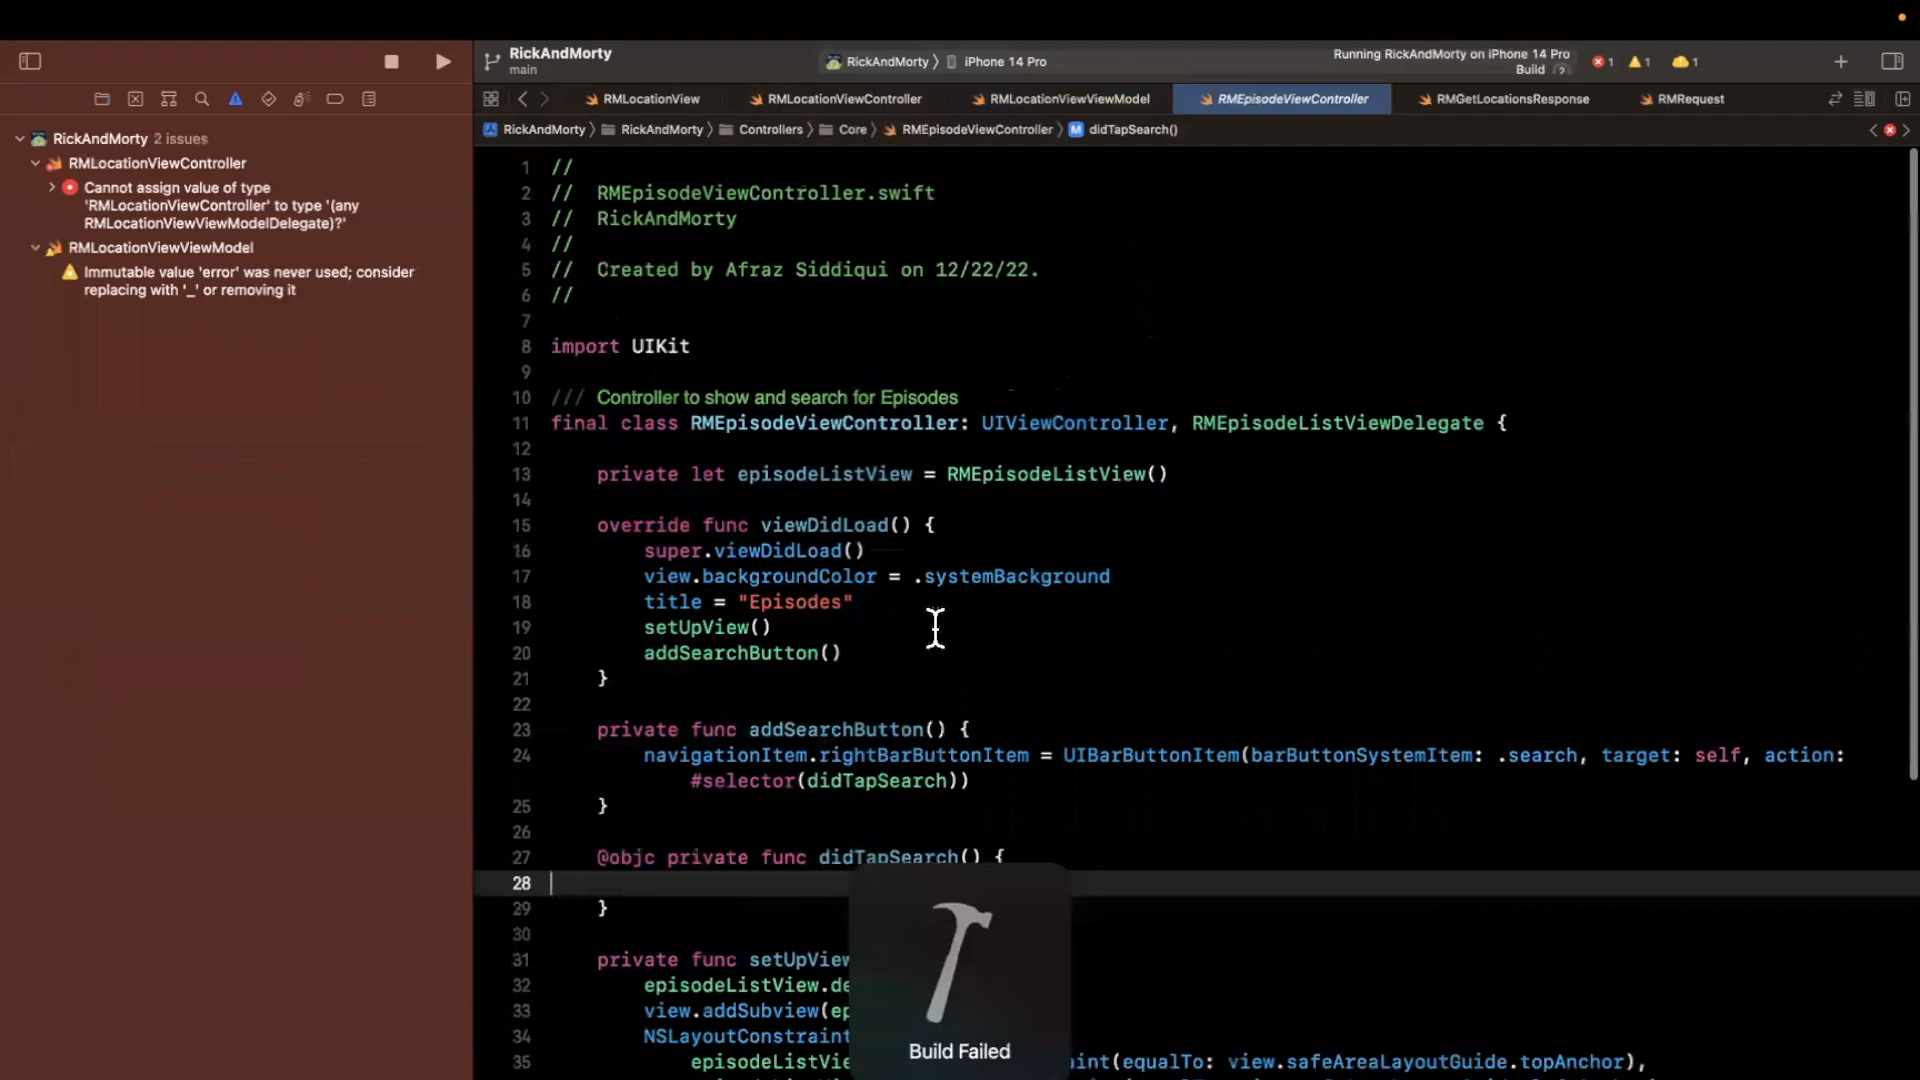 RickAndMorty
main
RickAndMorty
iPhone 14 Pro
Running RickAndMorty on iPhone 14 Pro
Build
?
1
1
1
RMLocationView
RMLocationViewController
RMLocationViewViewModel
RMEpisodeViewController
RMGetLocationsResponse
RMRequest
RickAndMorty 2 issues
RMLocationViewController
Cannot assign value of type
'RMLocationViewController' to type '(any
RMLocationViewViewModelDelegate)?'
RMLocationViewViewModel
Immutable value 'error' was never used; consider
replacing with '_' or removing it
RickAndMorty RickAndMorty Controllers Core RMEpisodeViewController M didTapSearch()
1 //
2 // RMEpisodeViewController.swift
3 // RickAndMorty
4 //
5 // Created by Afraz Siddiqui on 12/22/22.
6 //
7
8 import UIKit
9
10 /// Controller to show and search for Episodes
11 final class RMEpisodeViewController: UIViewController, RMEpisodeListViewDelegate {
12
13 private let episodeListView = RMEpisodeListView()
14
15 override func viewDidLoad() {
16 super.viewDidLoad()
17 view.backgroundColor = .systemBackground
18 title = "Episodes"
19 setUpView()
20 addSearchButton()
21 }
22
23 private func addSearchButton() {
24 navigationItem.rightBarButtonItem = UIBarButtonItem(barButtonSystemItem: .search, target: self, action:
#selector(didTapSearch))
25 }
26
27 @objc private func didTapSearch() {
28
29 }
30
31 private func setUpView
32 episodeListView.de
33 view.addSubview(ep
34 NSLayoutConstraint
35 episodeListVie int(equalTo: view.safeAreaLayoutGuide.topAnchor),
Build Failed